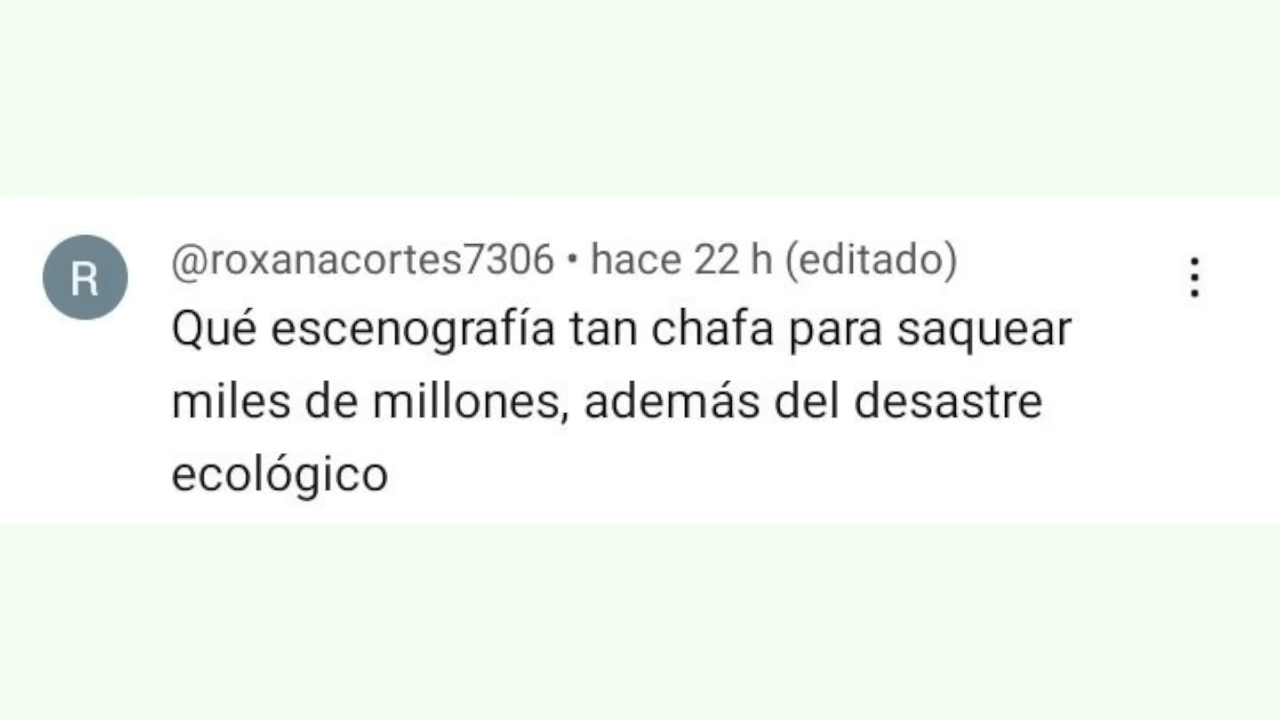 R
@roxanacortes7306 • hace 22 h (editado)
Qué escenografía tan chafa para saquear
miles de millones, además del desastre
ecológico